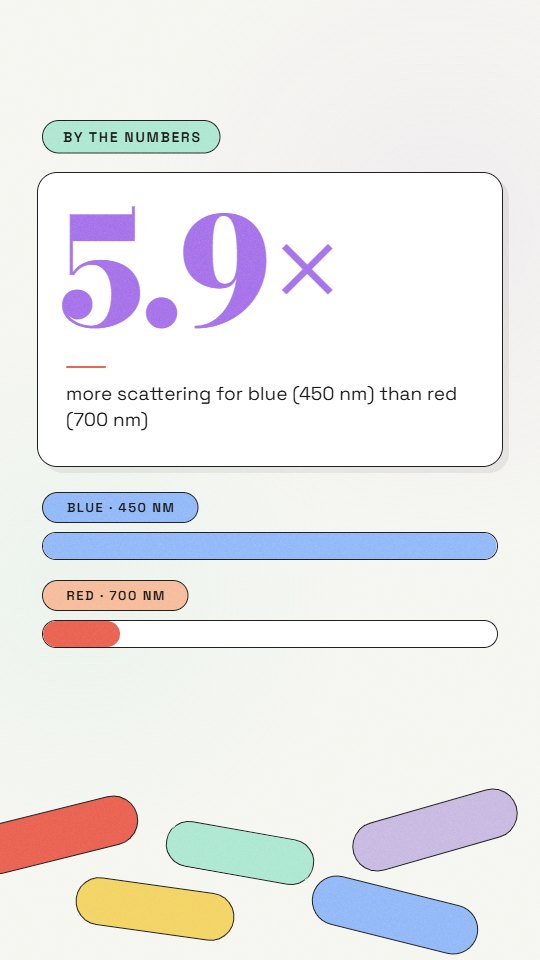 BY THE NUMBERS
5.9×
more scattering for blue (450 nm) than red
(700 nm)
BLUE · 450 NM
RED · 700 NM